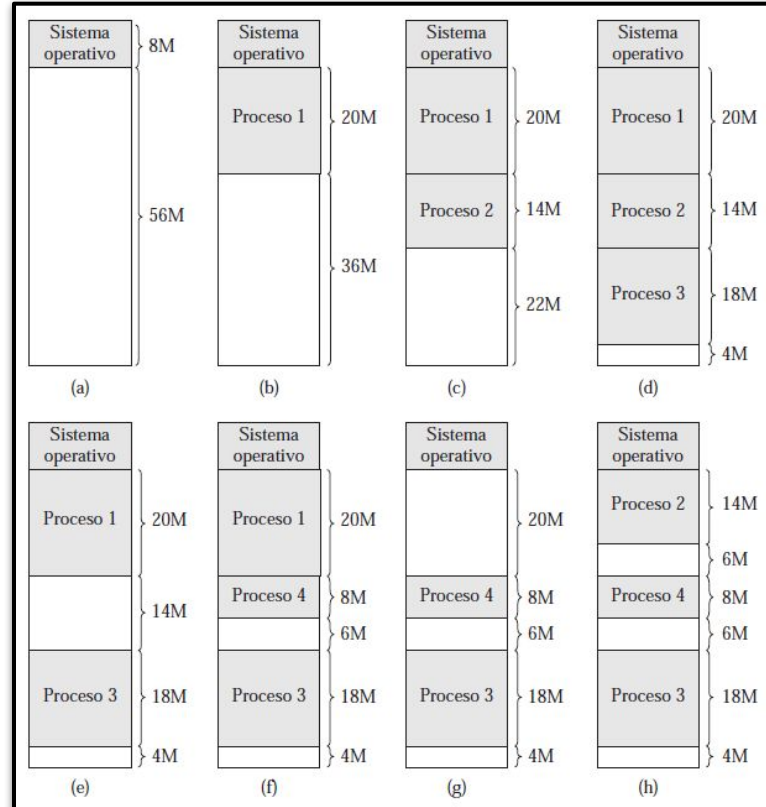 Sistema
operativo
8M
56M
(a)
Sistema
operativo
Proceso 1
20M
36M
(b)
Sistema
operativo
Proceso 1
20M
Proceso 2
14M
22M
(c)
Sistema
operativo
Proceso 1
20M
Proceso 2
14M
Proceso 3
18M
4M
(d)
Sistema
operativo
Proceso 1
20M
14M
Proceso 3
18M
4M
(e)
Sistema
operativo
Proceso 1
20M
Proceso 4
8M
6M
Proceso 3
18M
4M
(f)
Sistema
operativo
20M
Proceso 4
8M
6M
Proceso 3
18M
4M
(g)
Sistema
operativo
Proceso 2
14M
6M
Proceso 4
8M
6M
Proceso 3
18M
4M
(h)